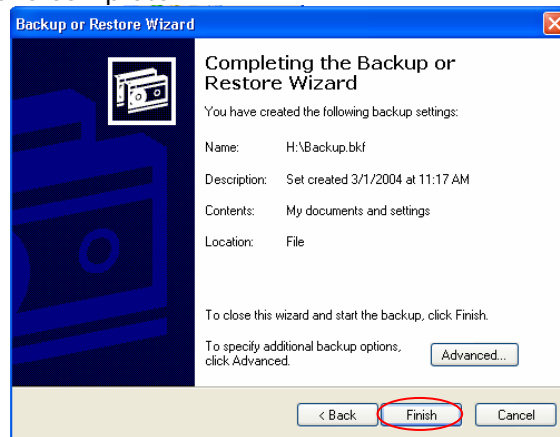 Backup or Restore Wizard
Completing the Backup or
Restore Wizard
You have created the following backup settings:
Name: H:\Backup.bkf
Description: Set created 3/1/2004 at 11:17 AM
Contents: My documents and settings
Location: File
To close this wizard and start the backup, click Finish.
To specify additional backup options,
click Advanced.
Advanced...
< Back Finish Cancel